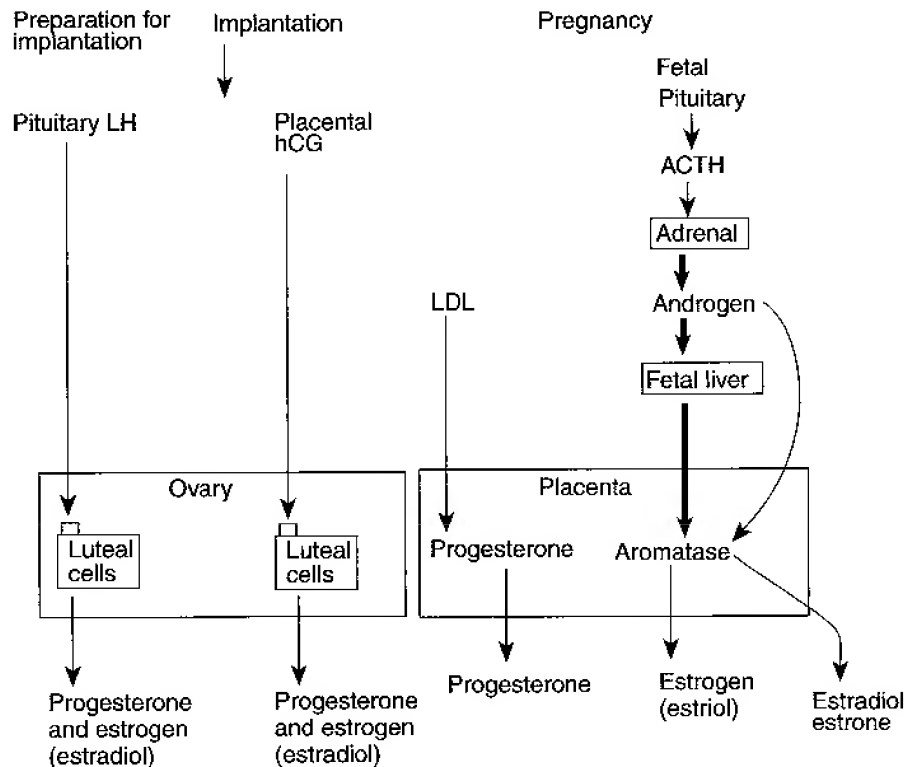 Preparation for
implantation
Implantation
Pregnancy
Fetal
Pituitary
Pituitary LH
Placental
hCG
ACTH
Adrenal
LDL
Androgen
Fetal liver
Ovary
Placenta
Luteal
cells
Luteal
cells
Progesterone
Aromatase
Progesterone
and estrogen
(estradiol)
Progesterone
and estrogen
(estradiol)
Progesterone
Estrogen
(estriol)
Estradiol
estrone